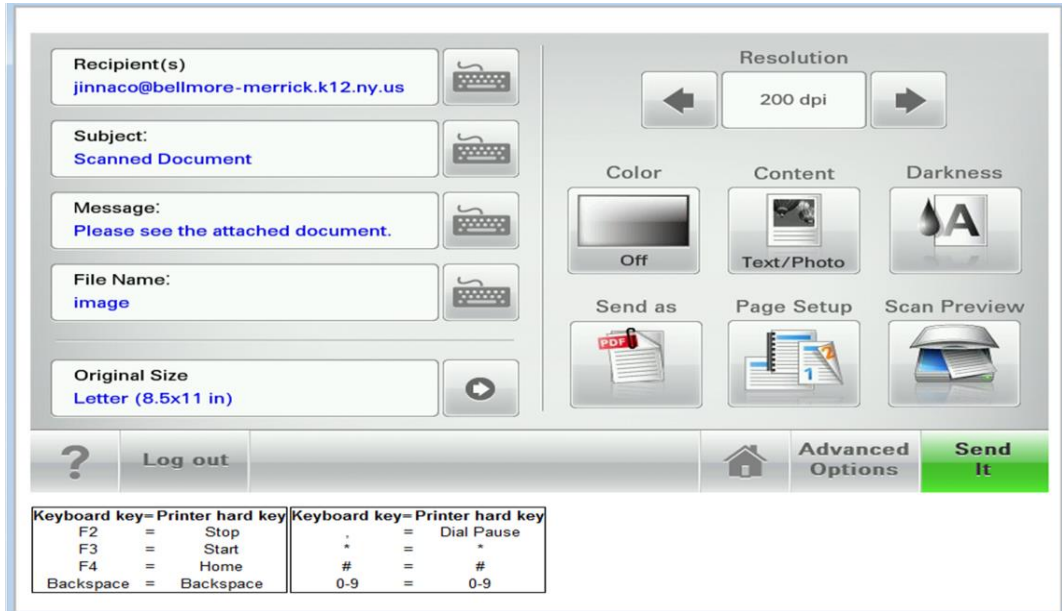 Recipient(s)
jinnaco@bellmore-merrick.k12.ny.us
Subject:
Scanned Document
Message:
Please see the attached document.
File Name:
image
Original Size
Letter (8.5x11 in)
Resolution
200 dpi
Color
Content
Darkness
Off
Text/Photo
A
Send as
Page Setup
Scan Preview
PDF
1
2
?
Log out
Advanced
Options
Send
It
Keyboard key= Printer hard key
F2 = Stop
F3 = Start
F4 = Home
Backspace = Backspace
Keyboard key= Printer hard key
, = Dial Pause
* = *
# = #
0-9 = 0-9